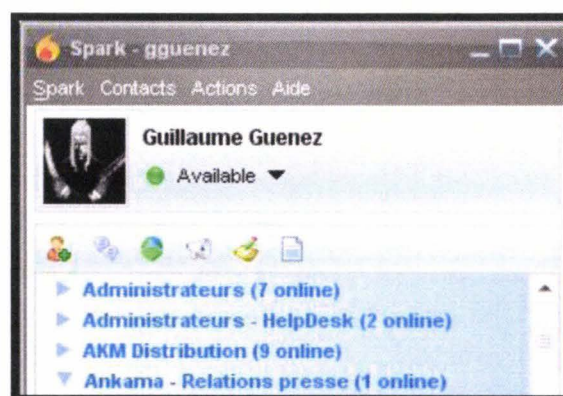 Spark - gguenez
Spark Contacts Actions Aide
Guillaume Guenez
Available
Administrateurs (7 online)
Administrateurs - HelpDesk (2 online)
AKM Distribution (9 online)
Ankama - Relations presse (1 online)